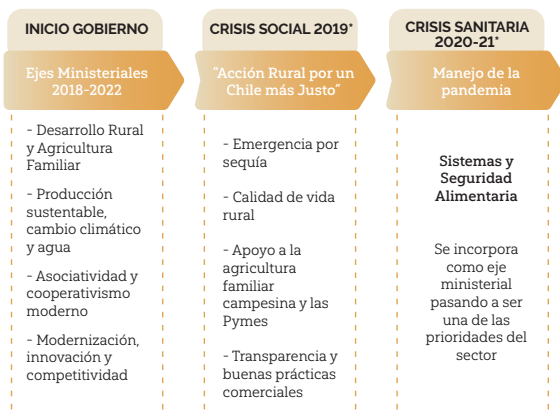 INICIO GOBIERNO
Ejes Ministeriales
2018-2022
- Desarrollo Rural
y Agricultura
Familiar
- Producción
sustentable,
cambio climático
y agua
- Asociatividad y
cooperativismo
moderno
- Modernización,
innovación y
competitividad
CRISIS SOCIAL 2019*
"Acción Rural por un
Chile más Justo"
- Emergencia por
sequía
- Calidad de vida
rural
- Apoyo a la
agricultura
familiar
campesina y las
Pymes
- Transparencia y
buenas prácticas
comerciales
CRISIS SANITARIA
2020-21*
Manejo de la
pandemia
Sistemas y
Seguridad
Alimentaria
Se incorpora
como eje
ministerial
pasando a ser
una de las
prioridades del
sector